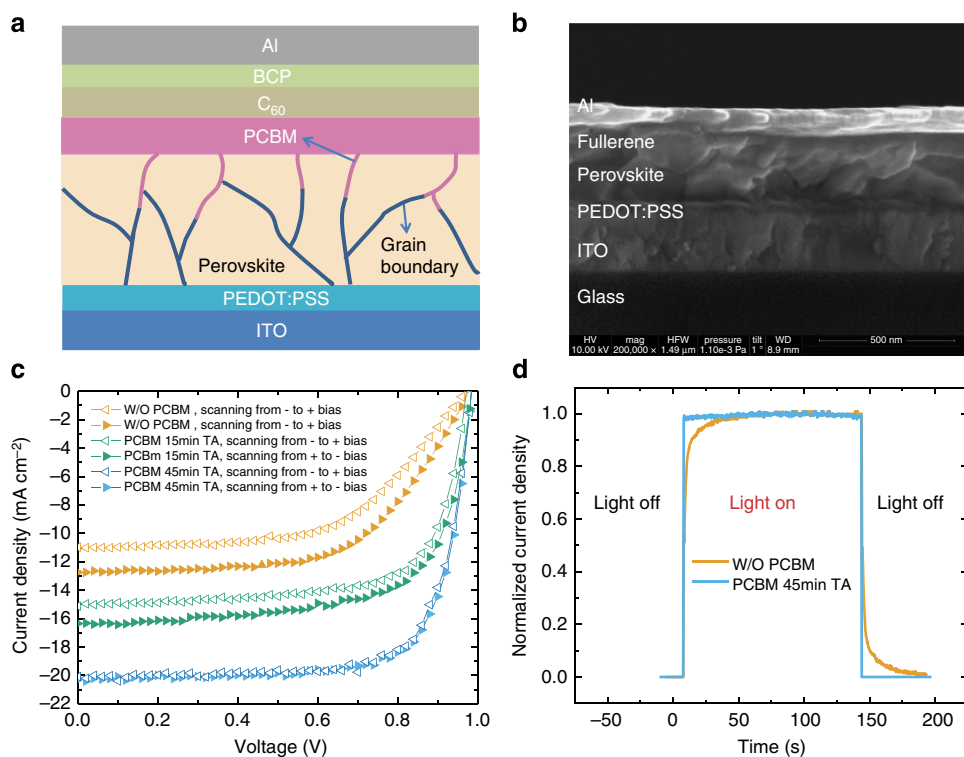 a
Al
BCP
C₆₀
PCBM
Perovskite
Grain
boundary
PEDOT:PSS
ITO
b
Al
Fullerene
Perovskite
PEDOT:PSS
ITO
Glass
HV mag HFW pressure tilt WD
10.00 kV 200,000 × 1.49 μm 1.10e-3 Pa 1° 8.9 mm
500 nm
c
W/O PCBM , scanning from - to + bias
W/O PCBM , scanning from - to + bias
PCBM 15min TA, scanning from - to + bias
PCBm 15min TA, scanning from + to - bias
PCBM 45min TA, scanning from - to + bias
PCBM 45min TA, scanning from + to - bias
0
–2
–4
–6
–8
–10
–12
–14
–16
–18
–20
–22
Current density (mA cm⁻²)
0.0 0.2 0.4 0.6 0.8 1.0
Voltage (V)
d
1.0
0.8
0.6
0.4
0.2
0.0
Normalized current density
Light off
Light on
Light off
W/O PCBM
PCBM 45min TA
–50 0 50 100 150 200
Time (s)